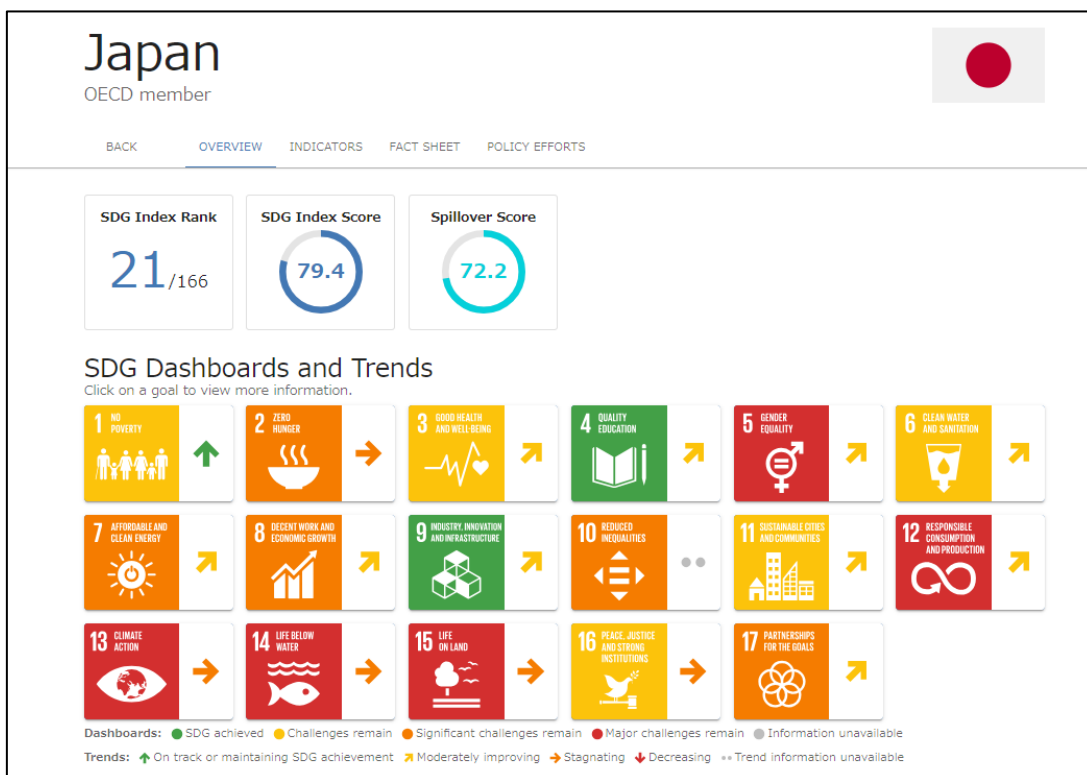 Japan
OECD member
BACK OVERVIEW INDICATORS FACT SHEET POLICY EFFORTS
SDG Index Rank
21/166
SDG Index Score
79.4
Spillover Score
72.2
SDG Dashboards and Trends
Click on a goal to view more information.
1 NO
POVERTY
2 ZERO
HUNGER
3 GOOD HEALTH
AND WELL-BEING
4 QUALITY
EDUCATION
5 GENDER
EQUALITY
6 CLEAN WATER
AND SANITATION
7 AFFORDABLE AND
CLEAN ENERGY
8 DECENT WORK AND
ECONOMIC GROWTH
9 INDUSTRY, INNOVATION
AND INFRASTRUCTURE
10 REDUCED
INEQUALITIES
11 SUSTAINABLE CITIES
AND COMMUNITIES
12 RESPONSIBLE
CONSUMPTION
AND PRODUCTION
13 CLIMATE
ACTION
14 LIFE BELOW
WATER
15 LIFE
ON LAND
16 PEACE, JUSTICE
AND STRONG
INSTITUTIONS
17 PARTNERSHIPS
FOR THE GOALS
Dashboards: SDG achieved Challenges remain Significant challenges remain Major challenges remain Information unavailable
Trends: On track or maintaining SDG achievement Moderately improving Stagnating Decreasing Trend information unavailable